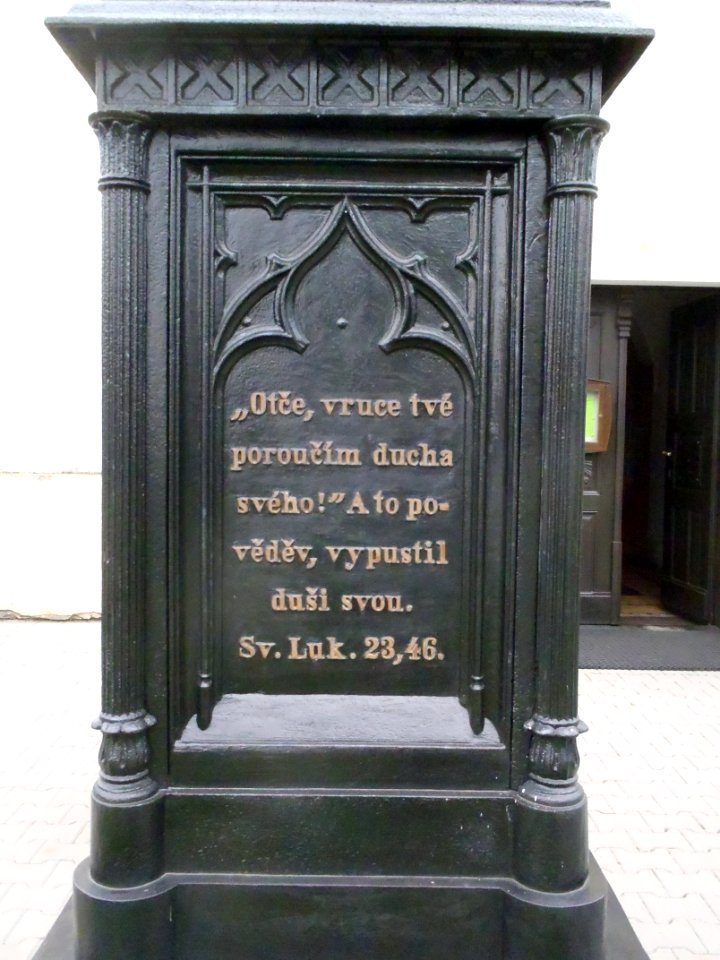 „Otče, vruce tvé
poroučím ducha
svého!” A to po-
věděv, vypustil
duši svou.
Sv. Luk. 23,46.